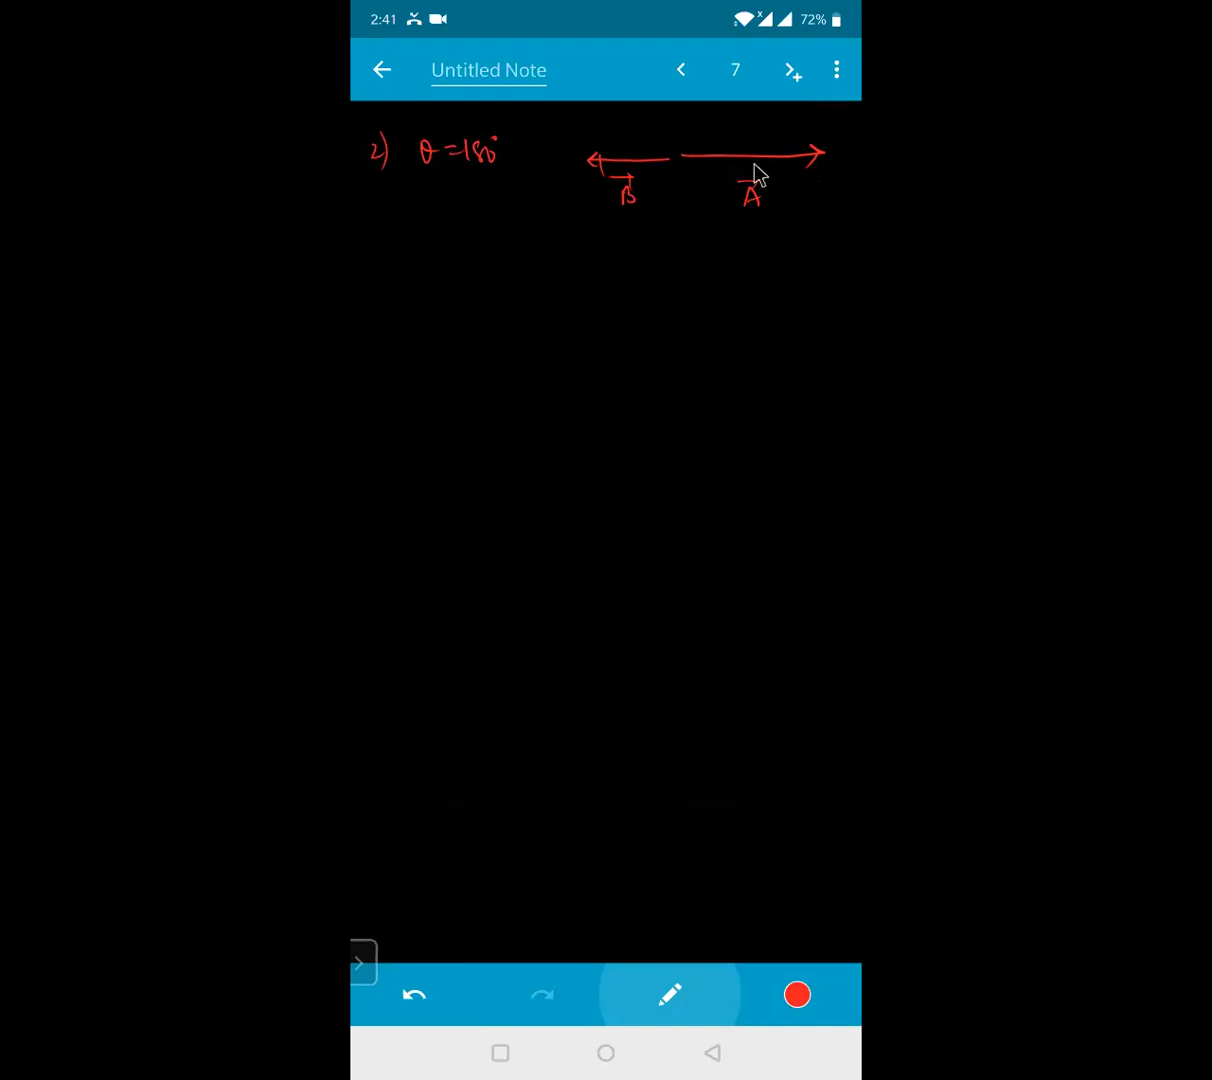 2:41 72%
Untitled Note 7
2) θ = 180°
B⃗ A⃗